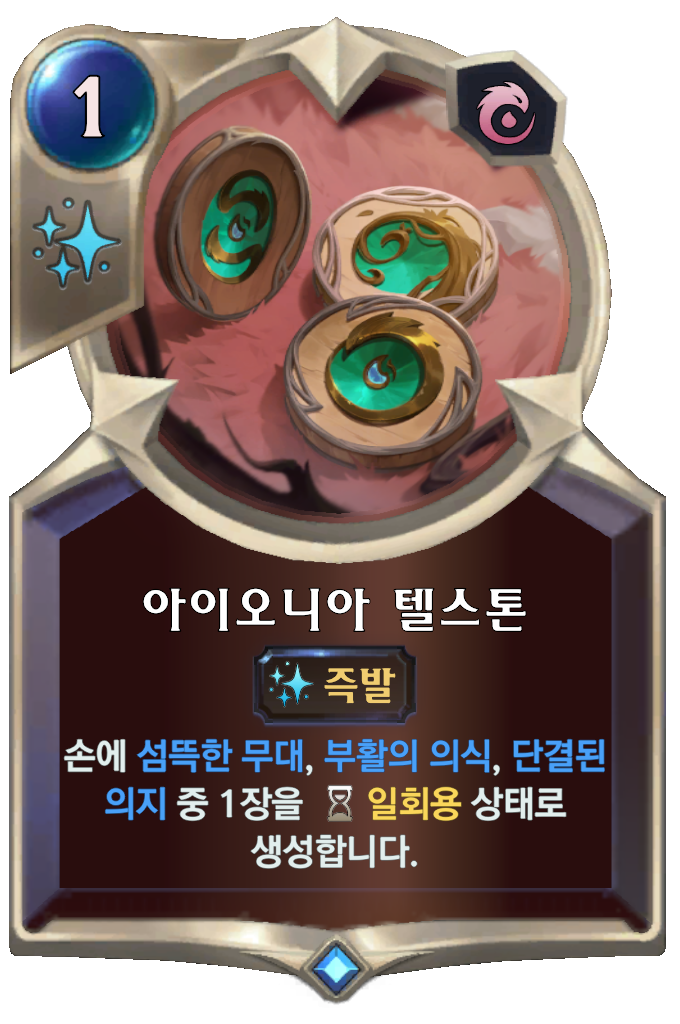 1
아이오니아 텔스톤
즉발
손에 섬뜩한 무대, 부활의 의식, 단결된
의지 중 1장을 일회용 상태로
생성합니다.